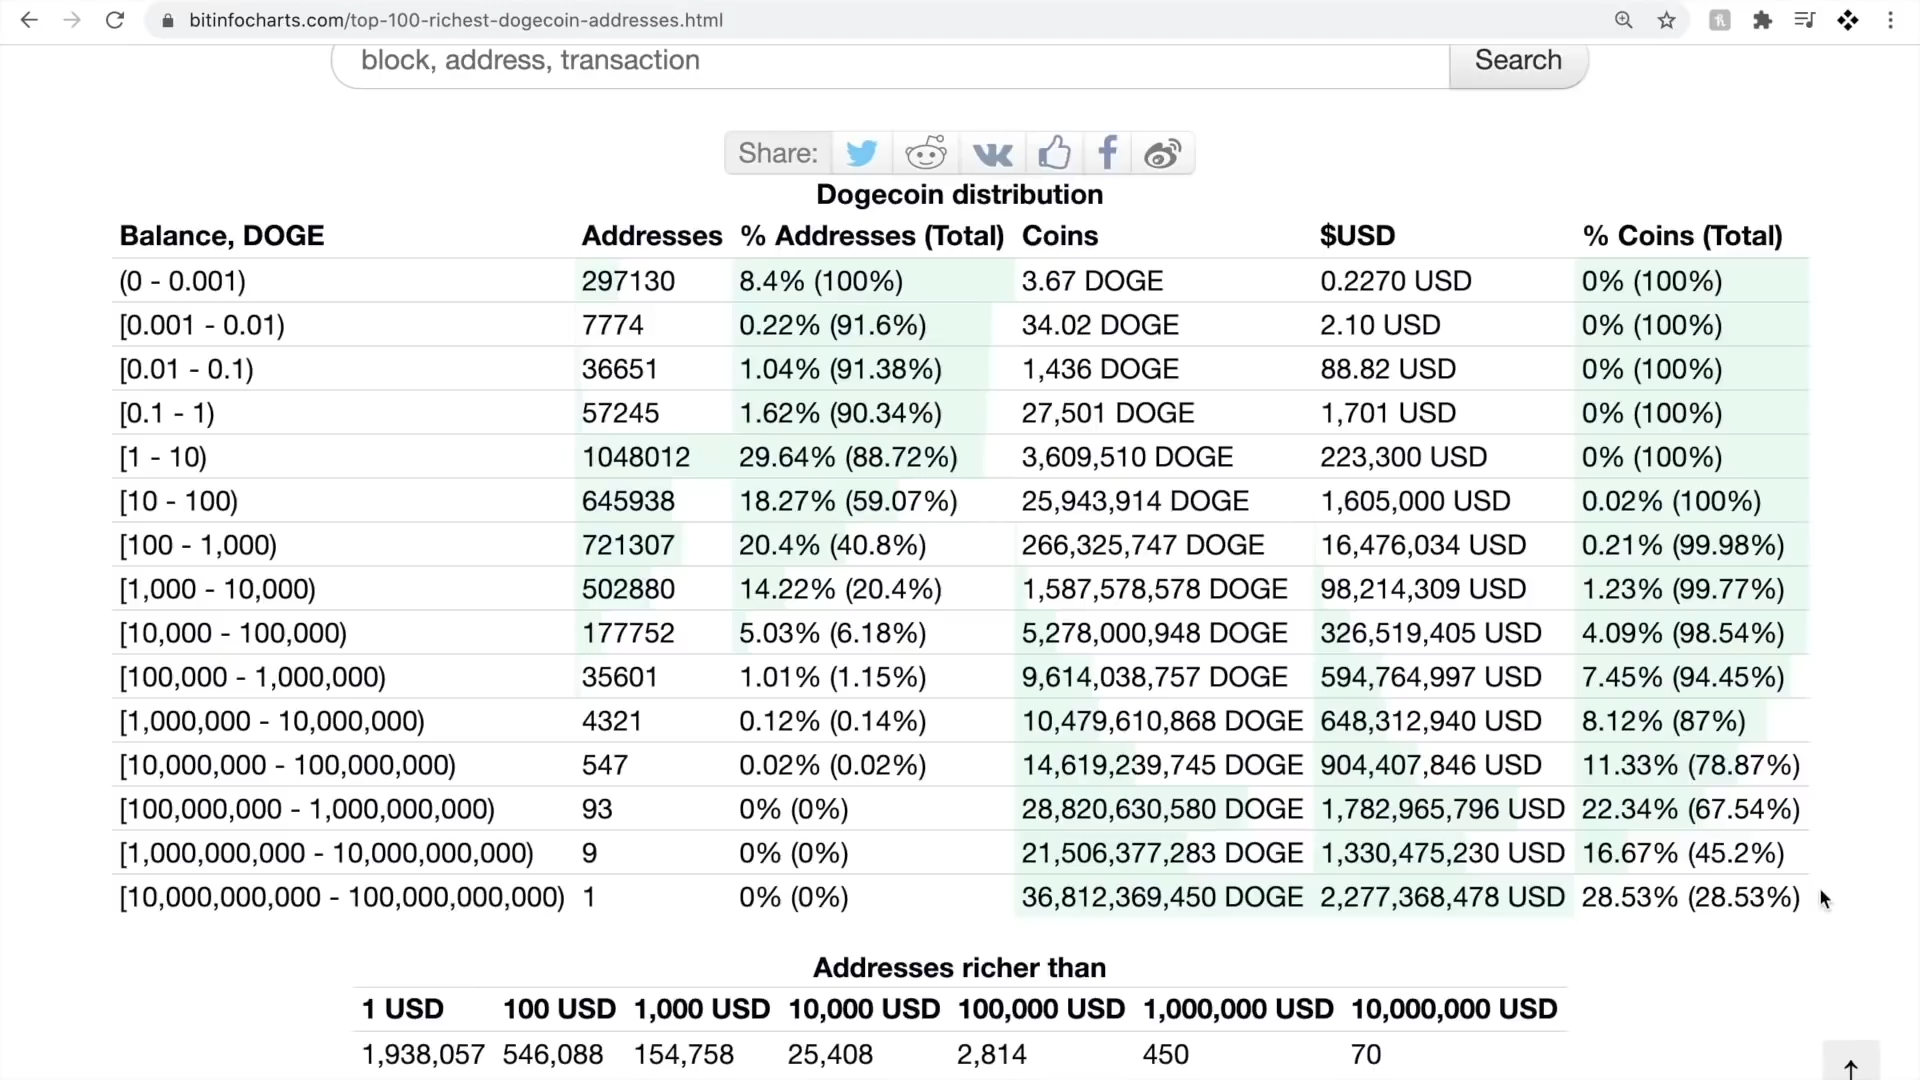 bitinfocharts.com/top-100-richest-dogecoin-addresses.html
block, address, transaction Search
Share:
Dogecoin distribution
Balance, DOGE Addresses % Addresses (Total) Coins $USD % Coins (Total)
(0 - 0.001) 297130 8.4% (100%) 3.67 DOGE 0.2270 USD 0% (100%)
[0.001 - 0.01) 7774 0.22% (91.6%) 34.02 DOGE 2.10 USD 0% (100%)
[0.01 - 0.1) 36651 1.04% (91.38%) 1,436 DOGE 88.82 USD 0% (100%)
[0.1 - 1) 57245 1.62% (90.34%) 27,501 DOGE 1,701 USD 0% (100%)
[1 - 10) 1048012 29.64% (88.72%) 3,609,510 DOGE 223,300 USD 0% (100%)
[10 - 100) 645938 18.27% (59.07%) 25,943,914 DOGE 1,605,000 USD 0.02% (100%)
[100 - 1,000) 721307 20.4% (40.8%) 266,325,747 DOGE 16,476,034 USD 0.21% (99.98%)
[1,000 - 10,000) 502880 14.22% (20.4%) 1,587,578,578 DOGE 98,214,309 USD 1.23% (99.77%)
[10,000 - 100,000) 177752 5.03% (6.18%) 5,278,000,948 DOGE 326,519,405 USD 4.09% (98.54%)
[100,000 - 1,000,000) 35601 1.01% (1.15%) 9,614,038,757 DOGE 594,764,997 USD 7.45% (94.45%)
[1,000,000 - 10,000,000) 4321 0.12% (0.14%) 10,479,610,868 DOGE 648,312,940 USD 8.12% (87%)
[10,000,000 - 100,000,000) 547 0.02% (0.02%) 14,619,239,745 DOGE 904,407,846 USD 11.33% (78.87%)
[100,000,000 - 1,000,000,000) 93 0% (0%) 28,820,630,580 DOGE 1,782,965,796 USD 22.34% (67.54%)
[1,000,000,000 - 10,000,000,000) 9 0% (0%) 21,506,377,283 DOGE 1,330,475,230 USD 16.67% (45.2%)
[10,000,000,000 - 100,000,000,000) 1 0% (0%) 36,812,369,450 DOGE 2,277,368,478 USD 28.53% (28.53%)
Addresses richer than
1 USD 100 USD 1,000 USD 10,000 USD 100,000 USD 1,000,000 USD 10,000,000 USD
1,938,057 546,088 154,758 25,408 2,814 450 70